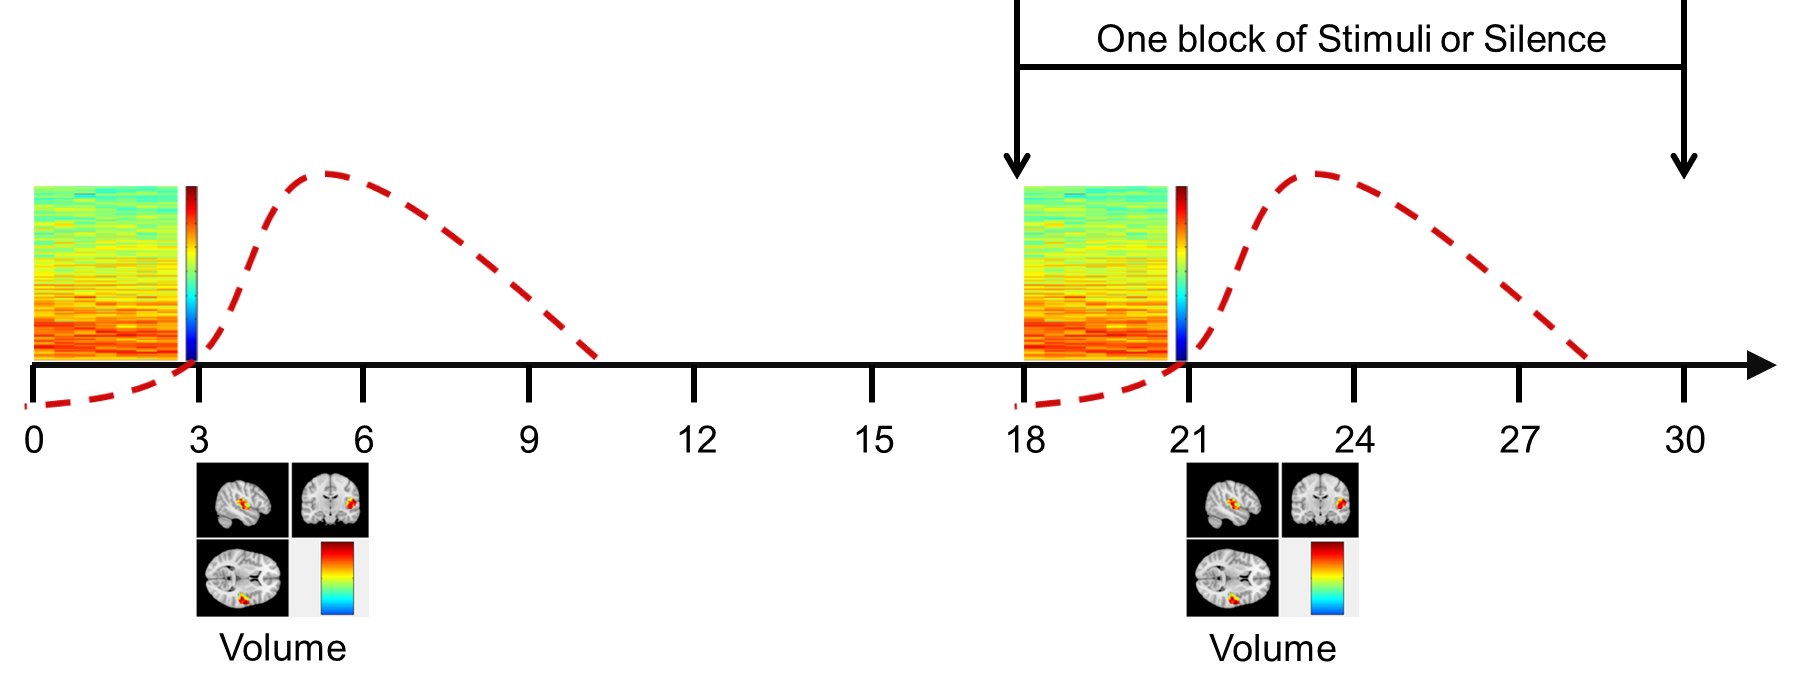 One block of Stimuli or Silence
0 3 6 9 12 15 18 21 24 27 30
Volume Volume